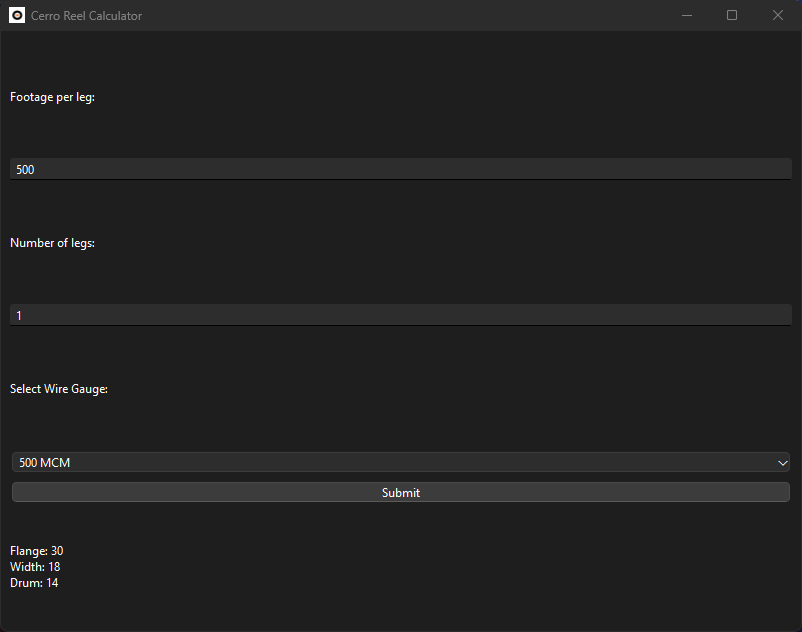 Cerro Reel Calculator
Footage per leg:
500
Number of legs:
1
Select Wire Gauge:
500 MCM
Submit
Flange: 30
Width: 18
Drum: 14